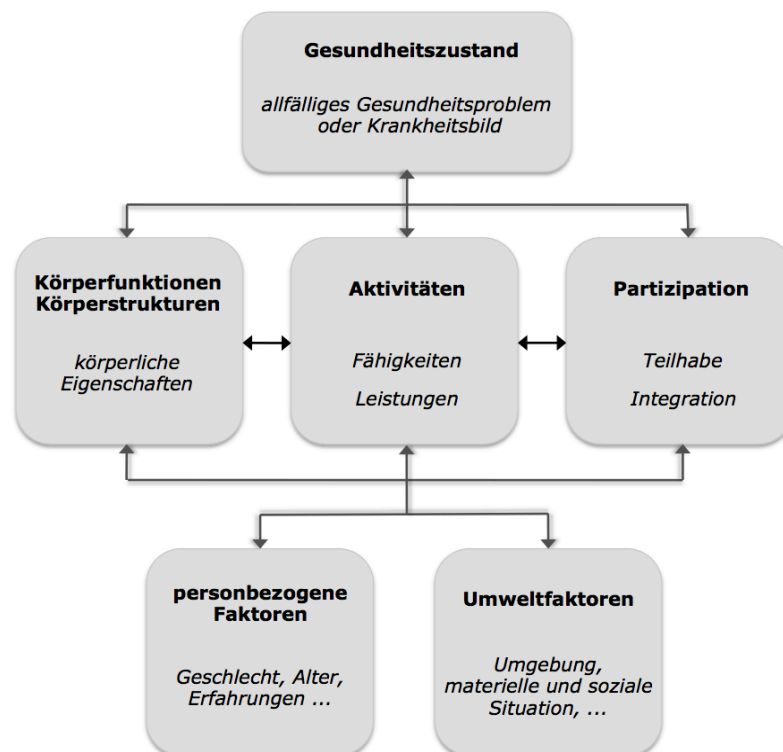 Gesundheitszustand
allfälliges Gesundheitsproblem
oder Krankheitsbild
Körperfunktionen
Körperstrukturen
körperliche
Eigenschaften
Aktivitäten
Fähigkeiten
Leistungen
Partizipation
Teilhabe
Integration
personbezogene
Faktoren
Geschlecht, Alter,
Erfahrungen ...
Umweltfaktoren
Umgebung,
materielle und soziale
Situation, ...